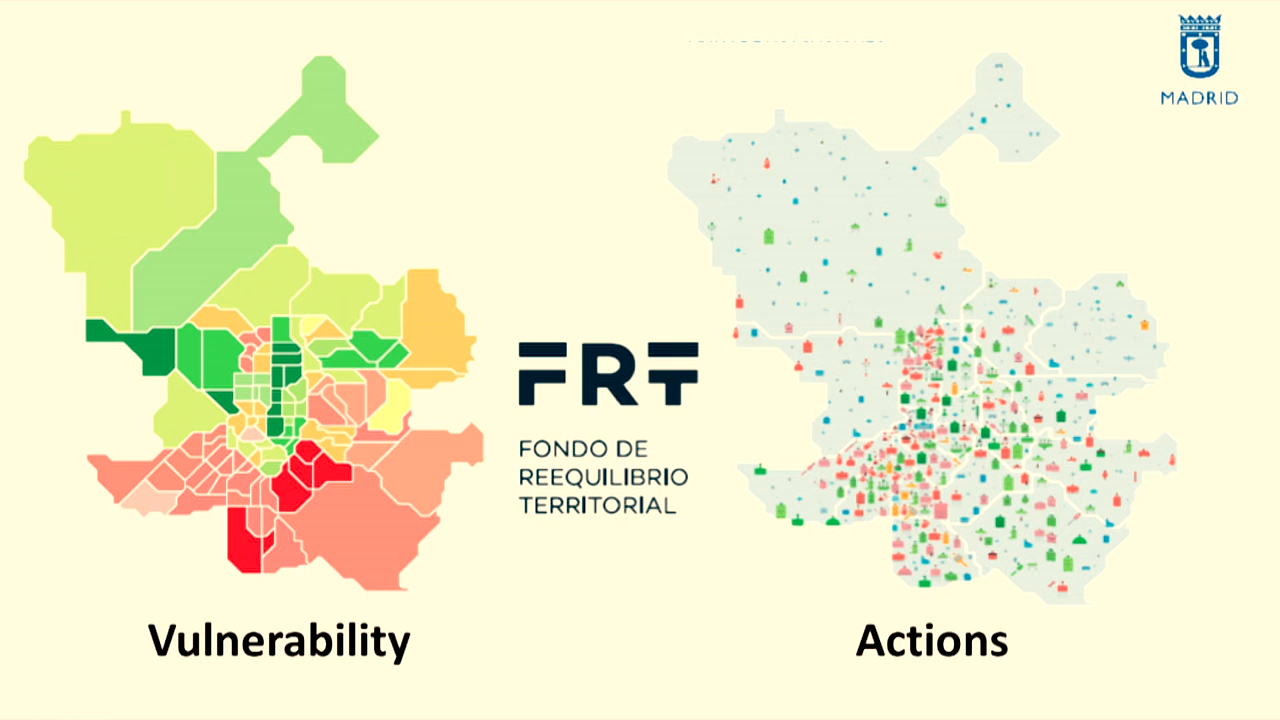 MADRID
FRT
FONDO DE
REEQUILIBRIO
TERRITORIAL
Vulnerability
Actions